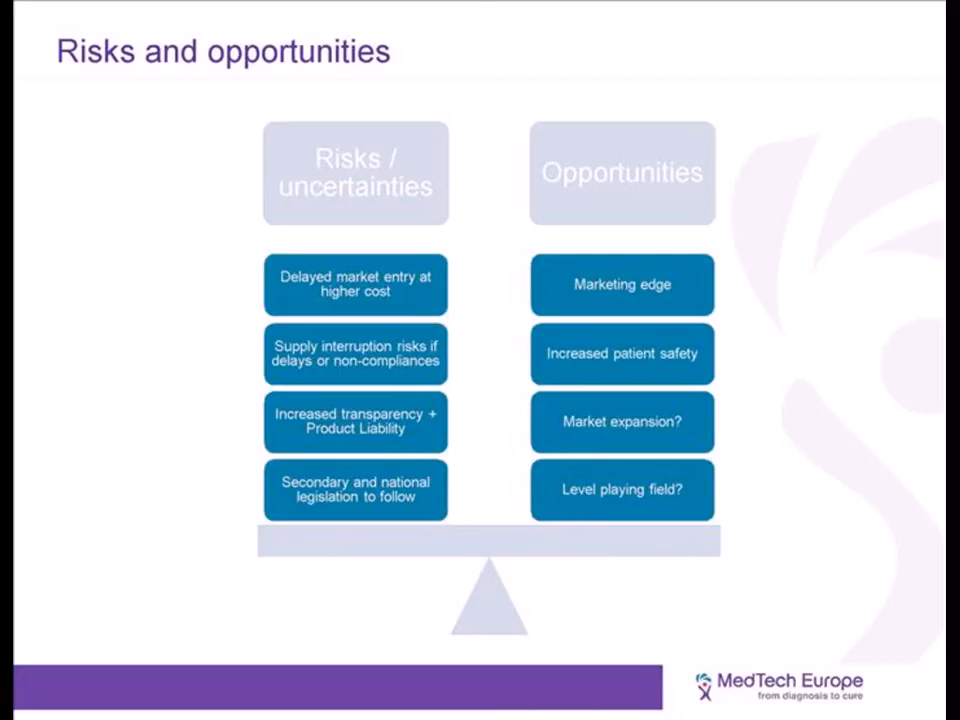 Risks and opportunities
Risks /
uncertainties
Delayed market entry at
higher cost
Supply interruption risks if
delays or non-compliances
Increased transparency +
Product Liability
Secondary and national
legislation to follow
Opportunities
Marketing edge
Increased patient safety
Market expansion?
Level playing field?
MedTech Europe
from diagnosis to cure